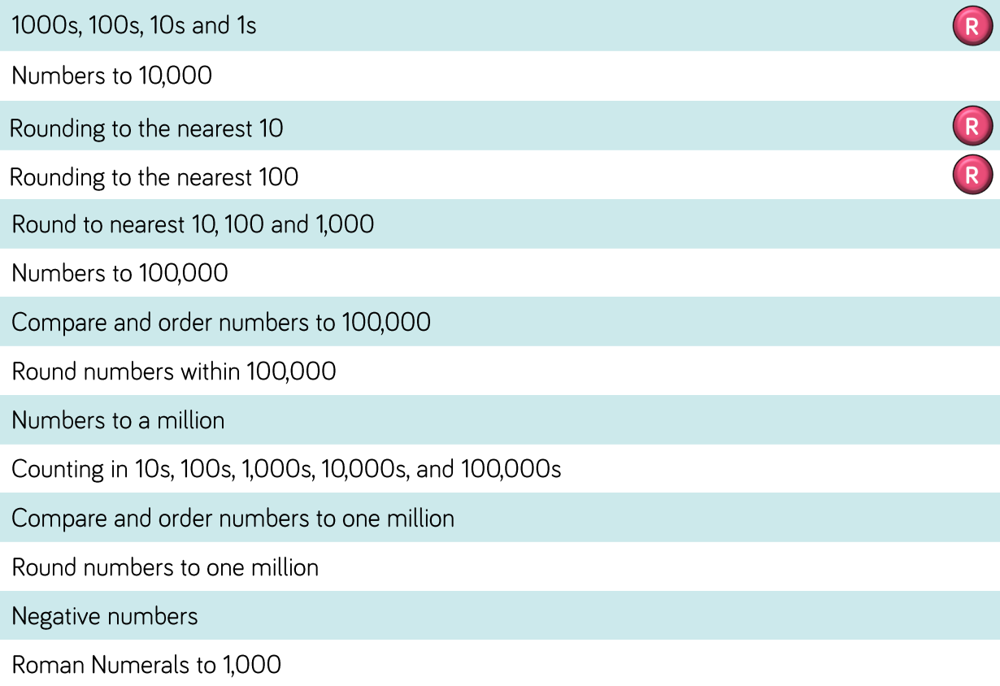 1000s, 100s, 10s and 1s R
Numbers to 10,000
Rounding to the nearest 10 R
Rounding to the nearest 100 R
Round to nearest 10, 100 and 1,000
Numbers to 100,000
Compare and order numbers to 100,000
Round numbers within 100,000
Numbers to a million
Counting in 10s, 100s, 1,000s, 10,000s, and 100,000s
Compare and order numbers to one million
Round numbers to one million
Negative numbers
Roman Numerals to 1,000